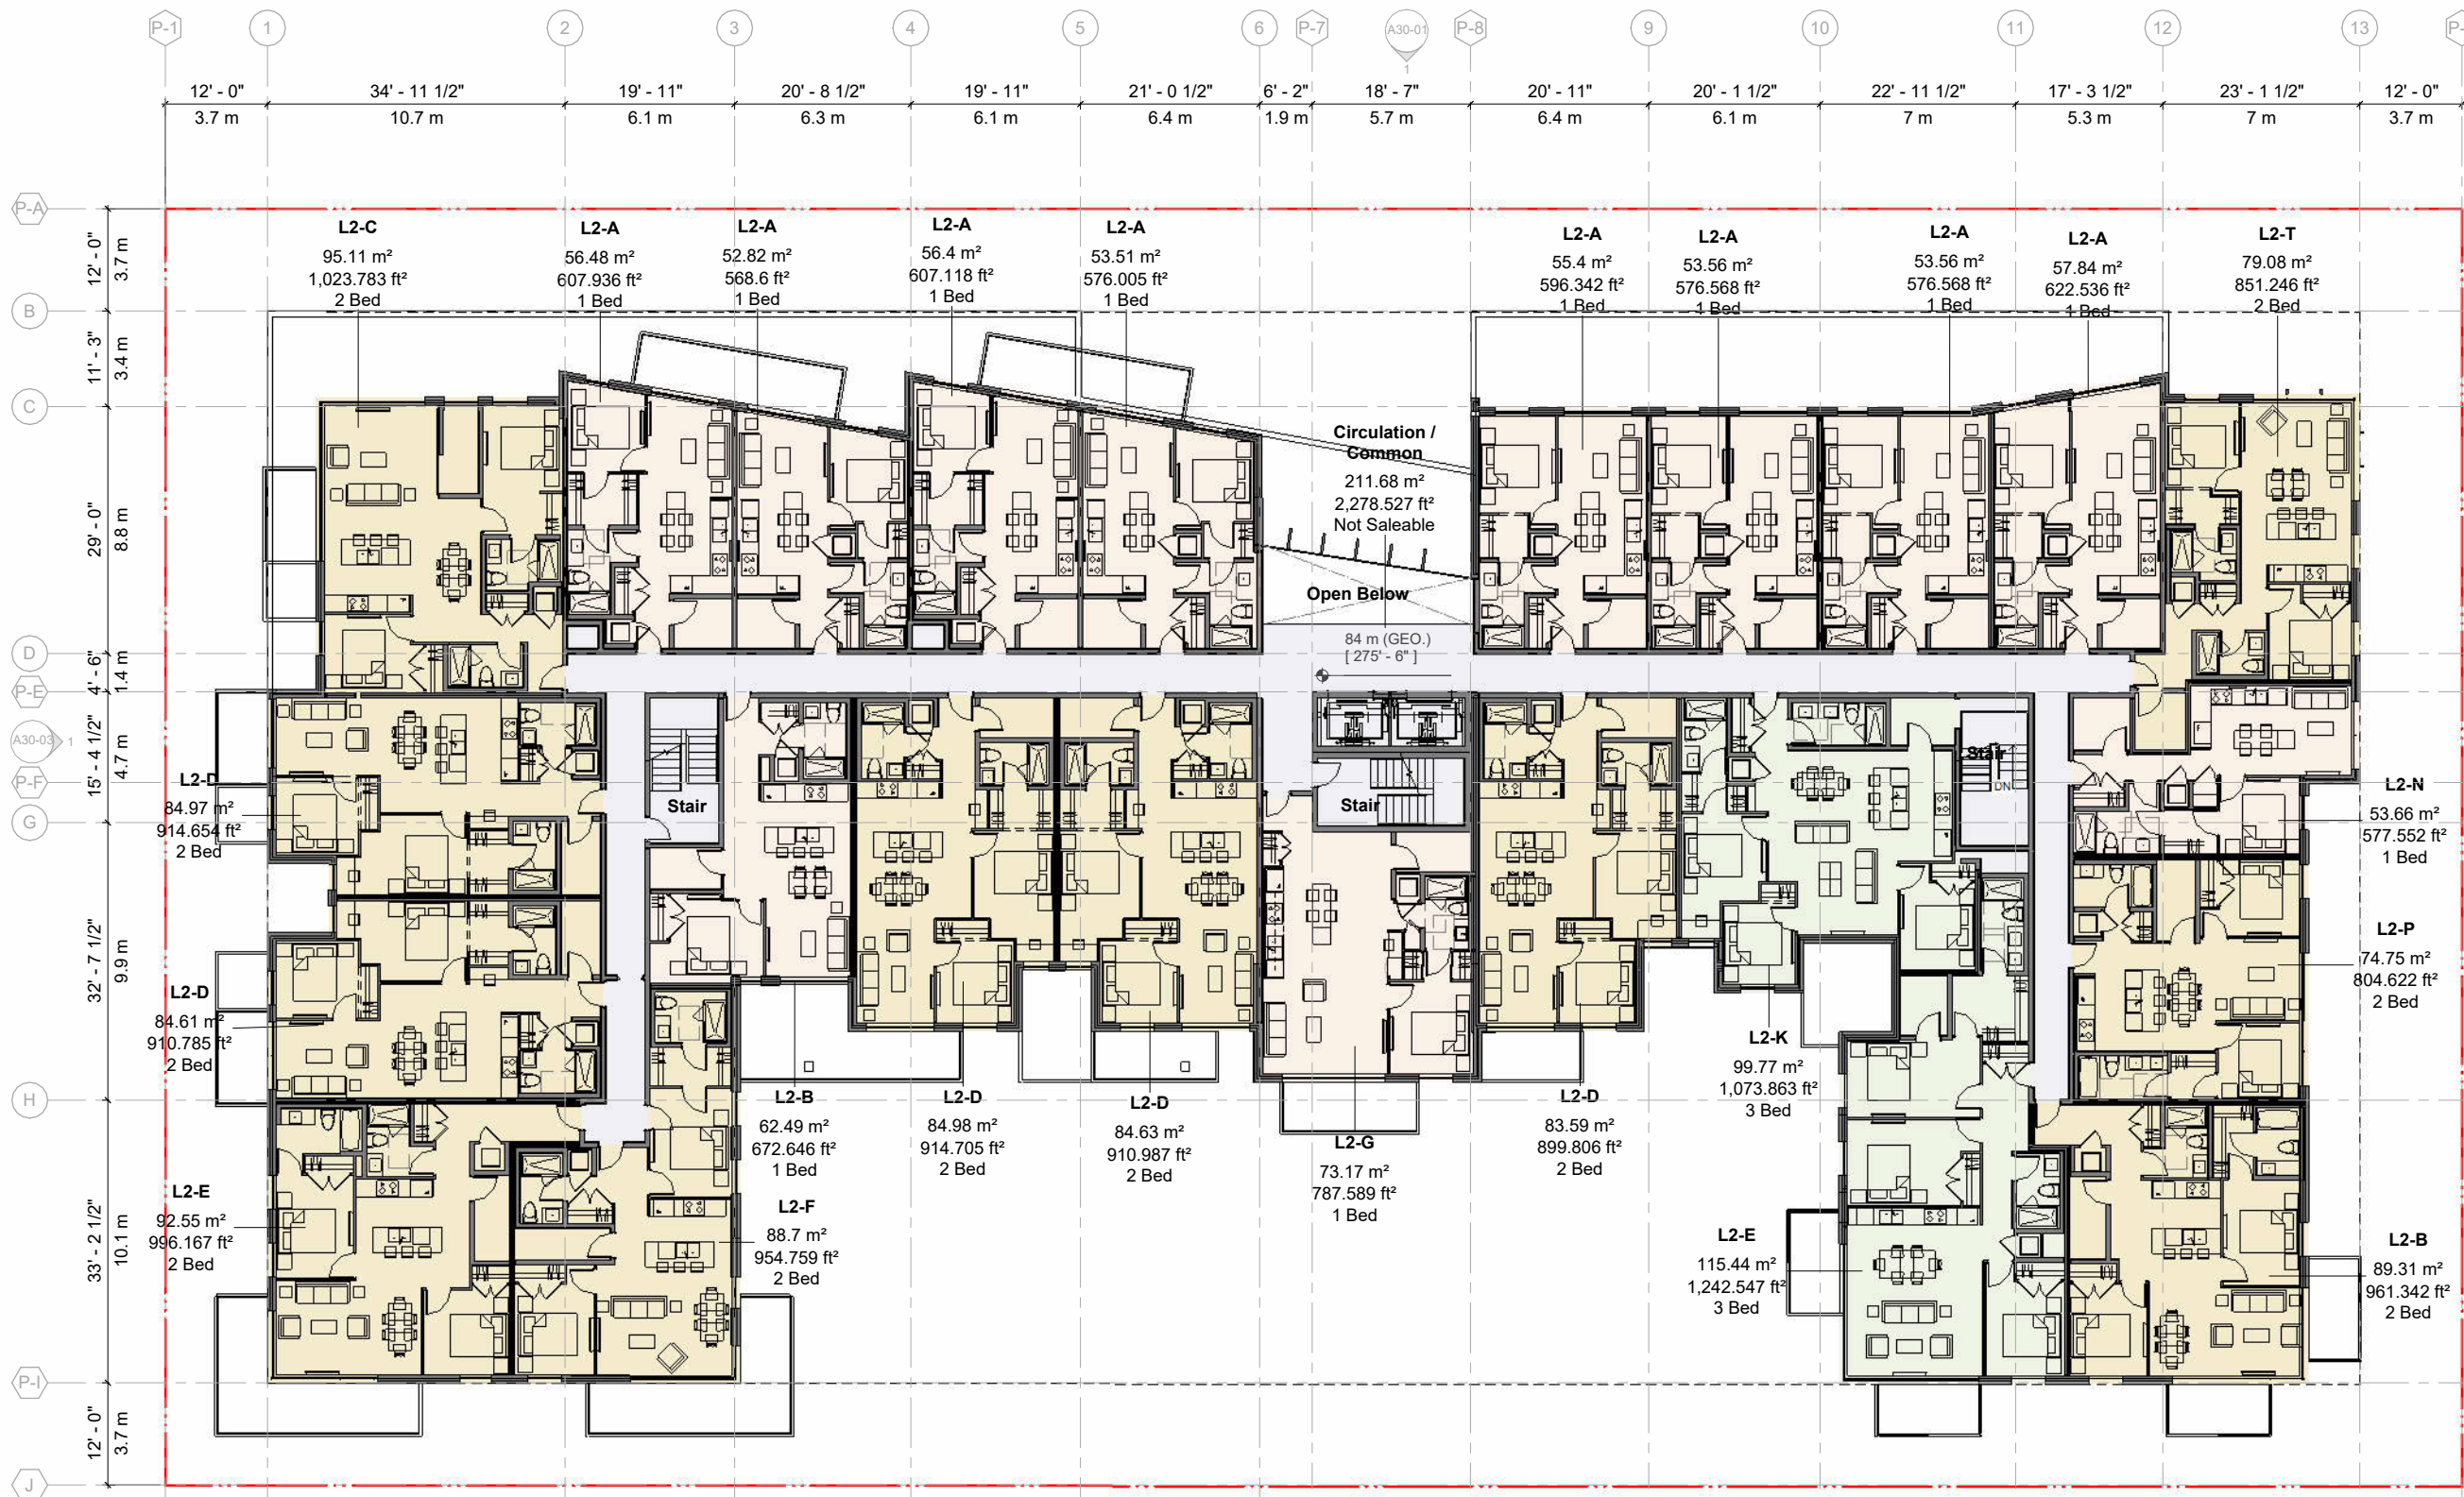 P-1
1
2
3
4
5
6
P-7
A30-01
1
P-8
9
10
11
12
13
P-
12' - 0"
34' - 11 1/2"
19' - 11"
20' - 8 1/2"
19' - 11"
21' - 0 1/2"
6' - 2"
18' - 7"
20' - 11"
20' - 1 1/2"
22' - 11 1/2"
17' - 3 1/2"
23' - 1 1/2"
12' - 0"
3.7 m
10.7 m
6.1 m
6.3 m
6.1 m
6.4 m
1.9 m
5.7 m
6.4 m
6.1 m
7 m
5.3 m
7 m
3.7 m
P-A
B
C
D
P-E
A30-03
1
P-F
G
H
P-I
J
12' - 0"
3.7 m
11' - 3"
3.4 m
29' - 0"
8.8 m
4' - 6"
1.4 m
15' - 4 1/2"
4.7 m
32' - 7 1/2"
9.9 m
33' - 2 1/2"
10.1 m
12' - 0"
3.7 m
L2-C
95.11 m²
1,023.783 ft²
2 Bed
L2-A
56.48 m²
607.936 ft²
1 Bed
L2-A
52.82 m²
568.6 ft²
1 Bed
L2-A
56.4 m²
607.118 ft²
1 Bed
L2-A
53.51 m²
576.005 ft²
1 Bed
L2-A
55.4 m²
596.342 ft²
1 Bed
L2-A
53.56 m²
576.568 ft²
1 Bed
L2-A
53.56 m²
576.568 ft²
1 Bed
L2-A
57.84 m²
622.536 ft²
1 Bed
L2-T
79.08 m²
851.246 ft²
2 Bed
Circulation /
Common
211.68 m²
2,278.527 ft²
Not Saleable
Open Below
84 m (GEO.)
[ 275' - 6" ]
Stair
Stair
Stair
DN
L2-D
84.97 m²
914.654 ft²
2 Bed
L2-N
53.66 m²
577.552 ft²
1 Bed
L2-P
74.75 m²
804.622 ft²
2 Bed
L2-D
84.61 m²
910.785 ft²
2 Bed
L2-K
99.77 m²
1,073.863 ft²
3 Bed
L2-B
62.49 m²
672.646 ft²
1 Bed
L2-D
84.98 m²
914.705 ft²
2 Bed
L2-D
84.63 m²
910.987 ft²
2 Bed
L2-G
73.17 m²
787.589 ft²
1 Bed
L2-D
83.59 m²
899.806 ft²
2 Bed
L2-E
92.55 m²
996.167 ft²
2 Bed
L2-F
88.7 m²
954.759 ft²
2 Bed
L2-E
115.44 m²
1,242.547 ft²
3 Bed
L2-B
89.31 m²
961.342 ft²
2 Bed